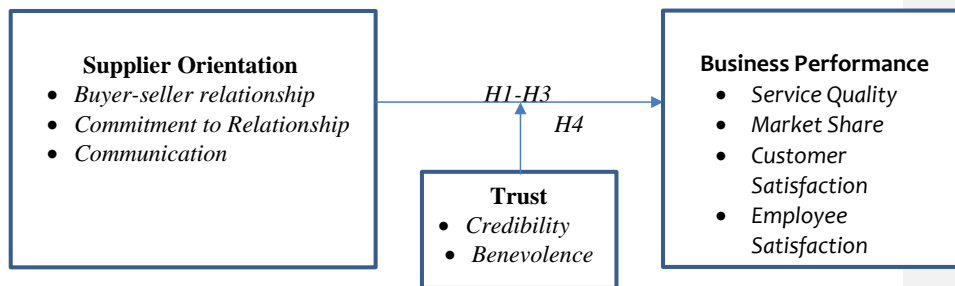 Supplier Orientation
• Buyer-seller relationship
• Commitment to Relationship
• Communication
H1-H3
H4
Trust
• Credibility
• Benevolence
Business Performance
• Service Quality
• Market Share
• Customer
Satisfaction
• Employee
Satisfaction